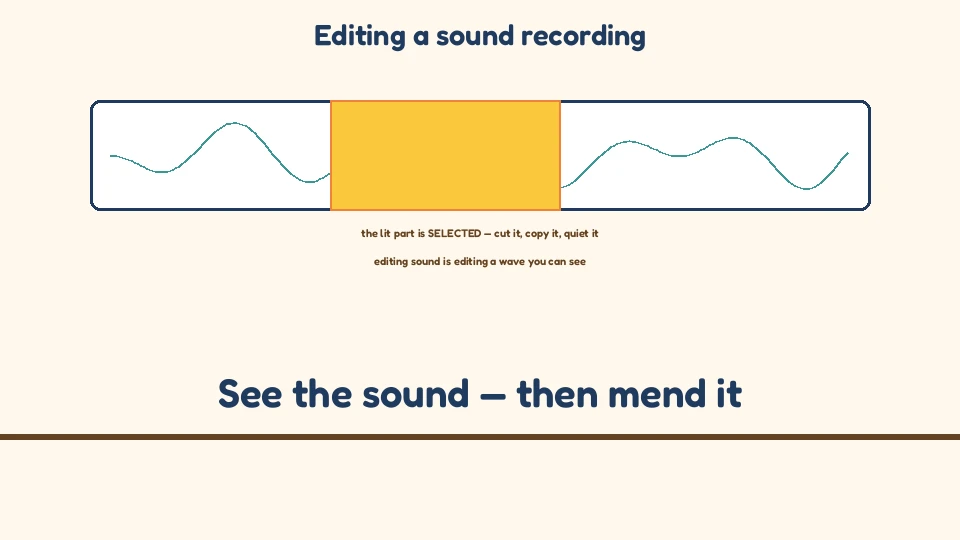 Editing a sound recording
the lit part is SELECTED — cut it, copy it, quiet it
editing sound is editing a wave you can see
See the sound — then mend it